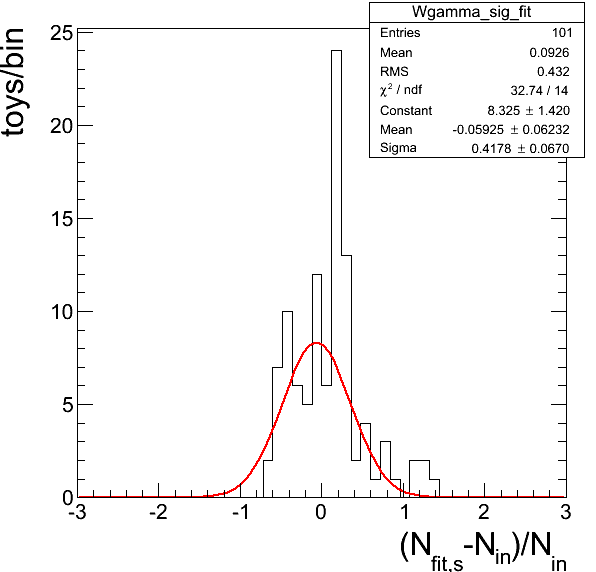 Wgamma_sig_fit
Entries 101
Mean 0.0926
RMS 0.432
χ² / ndf 32.74 / 14
Constant 8.325 ± 1.420
Mean -0.05925 ± 0.06232
Sigma 0.4178 ± 0.0670
toys/bin
25
20
15
10
5
0
-3 -2 -1 0 1 2 3
(N_fit,s-N_in)/N_in